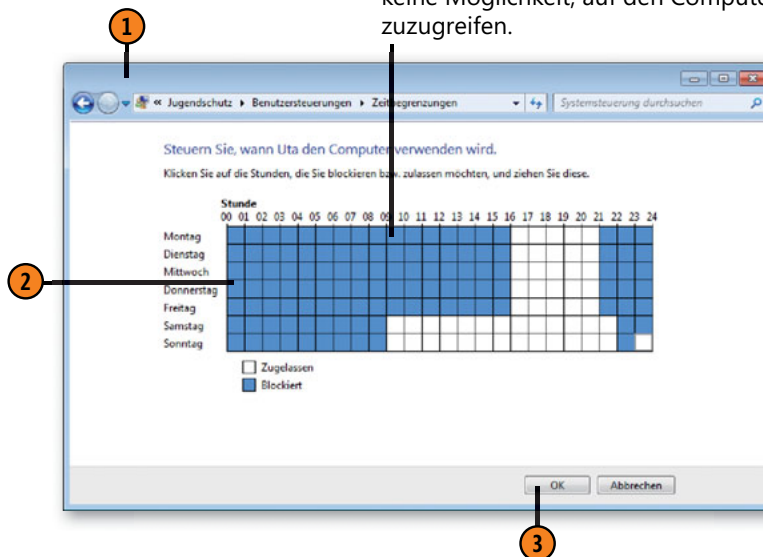 keine Möglichkeit, auf den Compute
zuzugreifen.
1
« Jugendschutz ▸ Benutzersteuerungen ▸ Zeitbegrenzungen
Systemsteuerung durchsuchen
Steuern Sie, wann Uta den Computer verwenden wird.
Klicken Sie auf die Stunden, die Sie blockieren bzw. zulassen möchten, und ziehen Sie diese.
Stunde
00 01 02 03 04 05 06 07 08 09 10 11 12 13 14 15 16 17 18 19 20 21 22 23 24
Montag
Dienstag
Mittwoch
2
Donnerstag
Freitag
Samstag
Sonntag
Zugelassen
Blockiert
OK Abbrechen
3